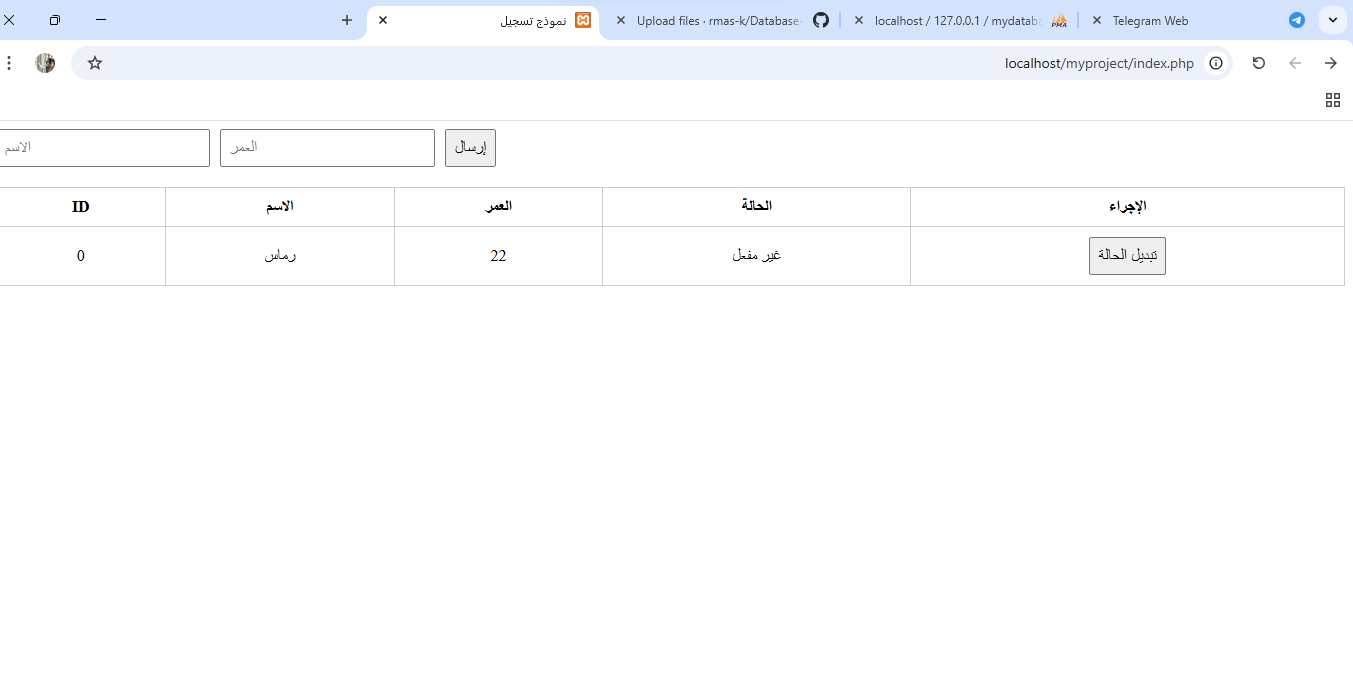 نموذج تسجيل
Upload files · rmas-k/Database-
localhost / 127.0.0.1 / mydataba
Telegram Web
localhost/myproject/index.php
الاسم
العمر
إرسال
ID الاسم العمر الحالة الإجراء
0 رماس 22 غير مفعل تبديل الحالة